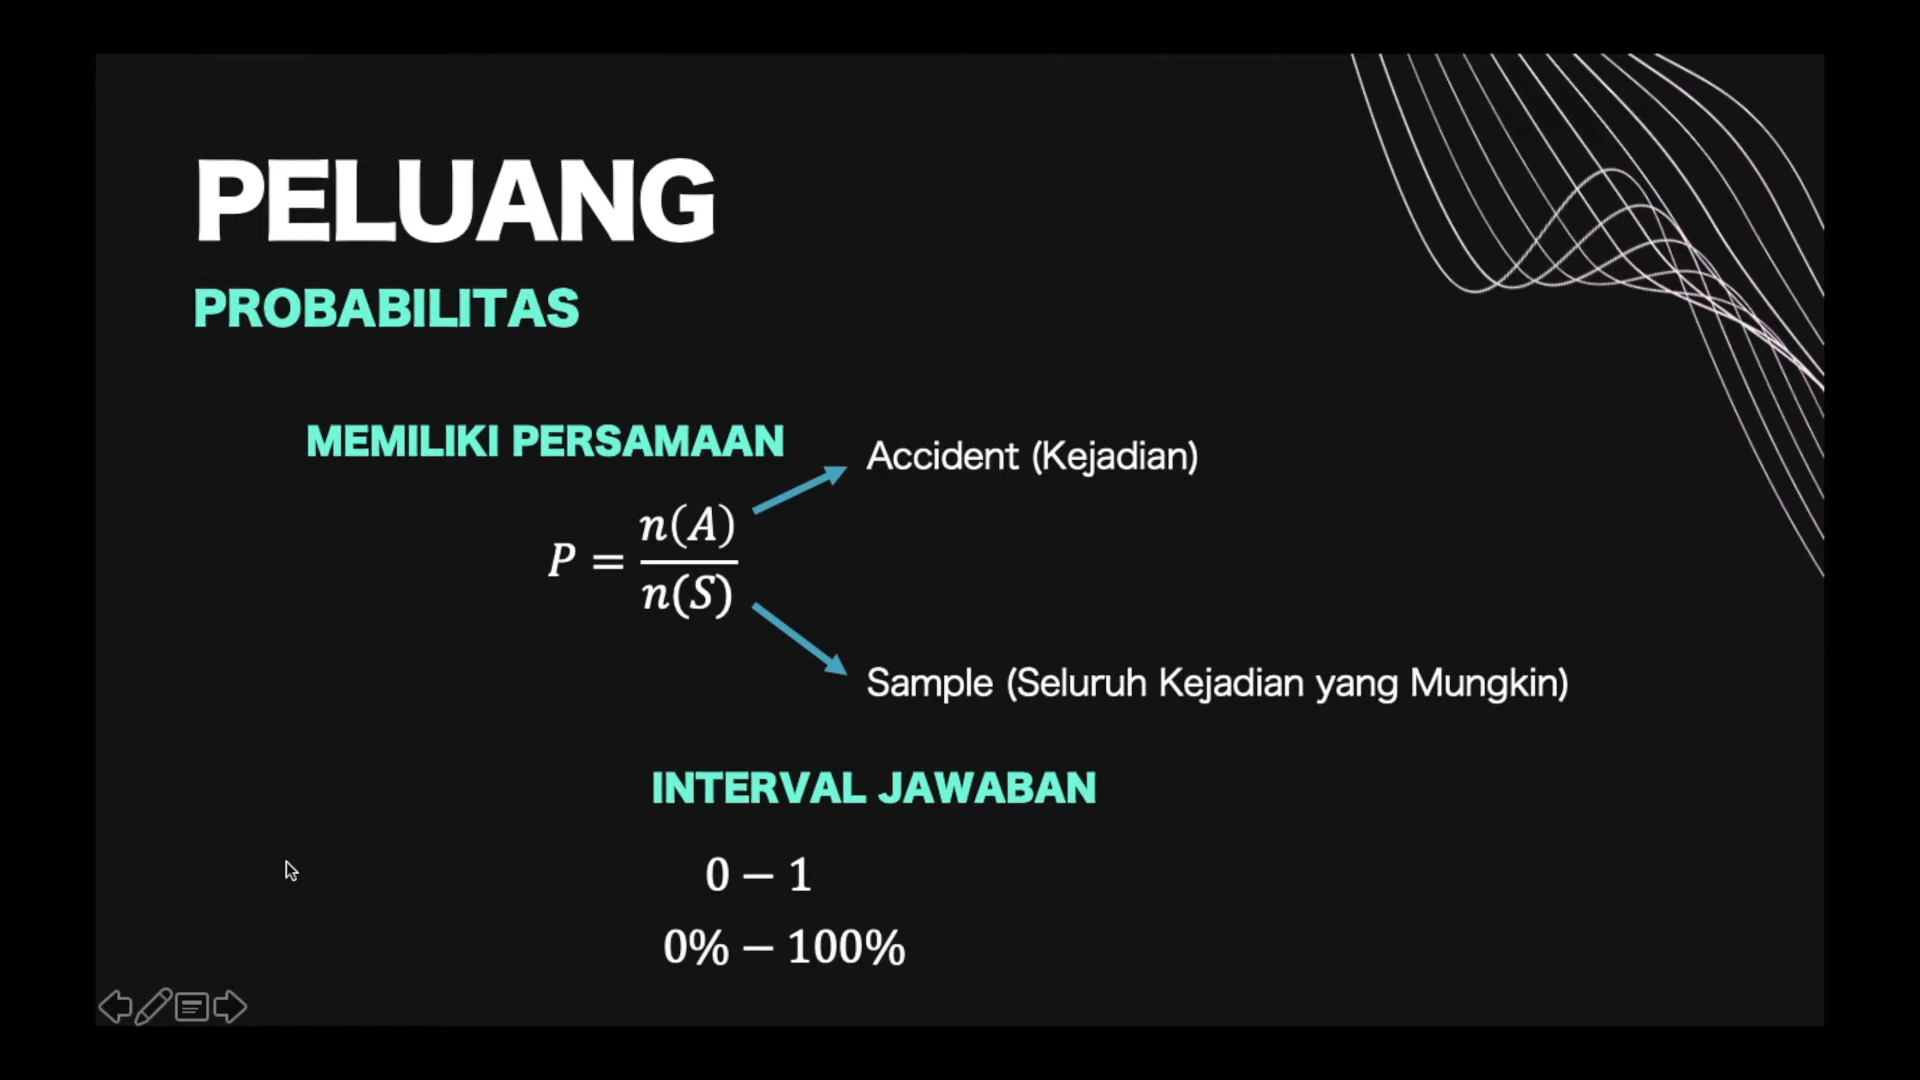 PELUANG
PROBABILITAS
MEMILIKI PERSAMAAN
Accident (Kejadian)
P = n(A)/n(S)
Sample (Seluruh Kejadian yang Mungkin)
INTERVAL JAWABAN
0 – 1
0% – 100%